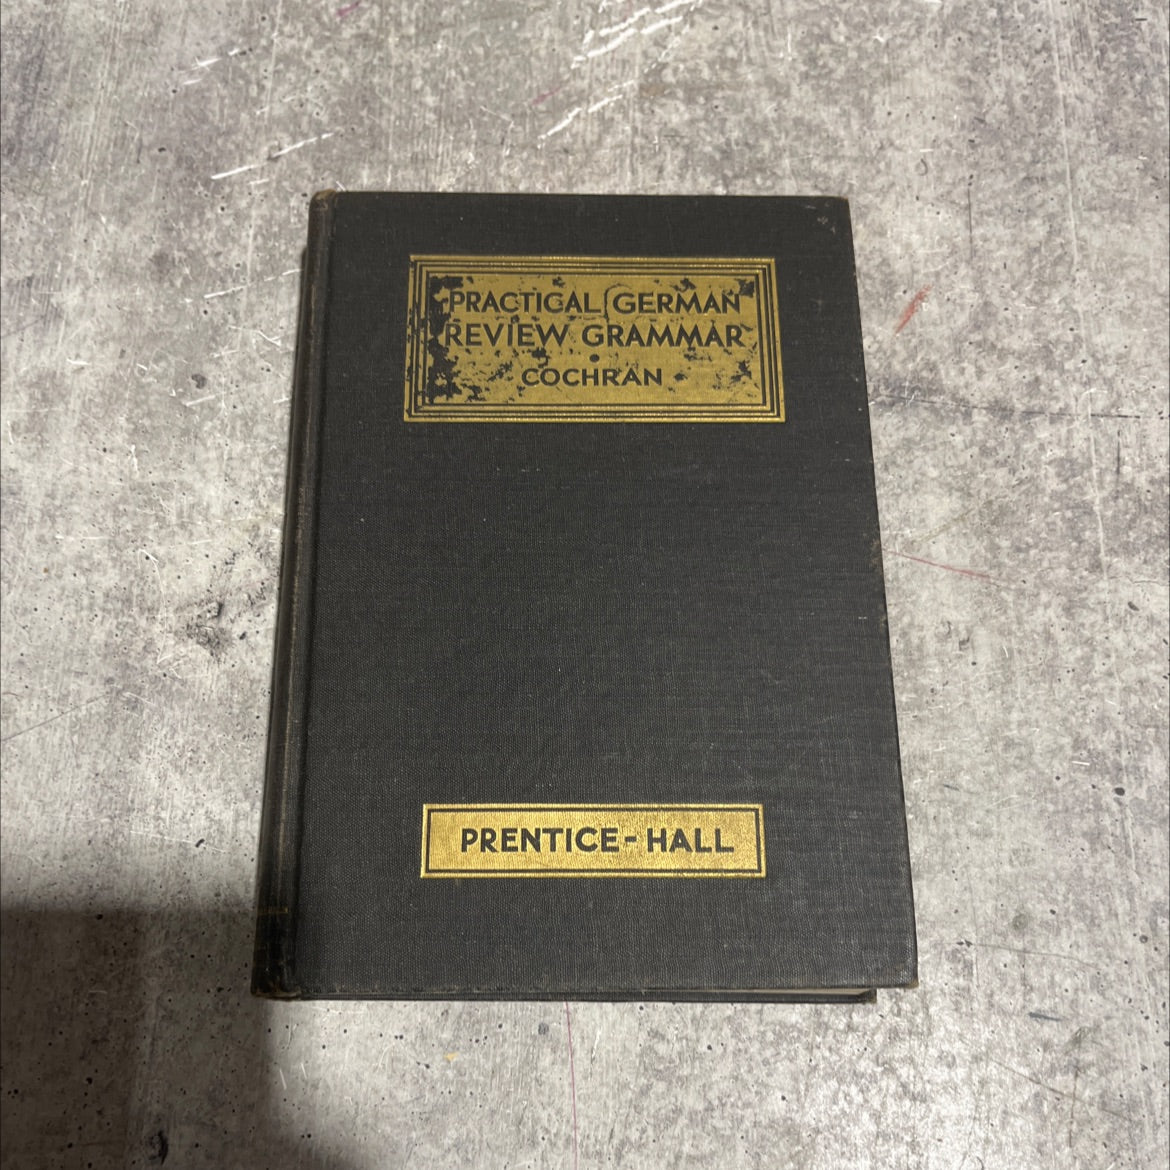 PRACTICAL GERMAN
REVIEW GRAMMAR
COCHRAN
PRENTICE-HALL